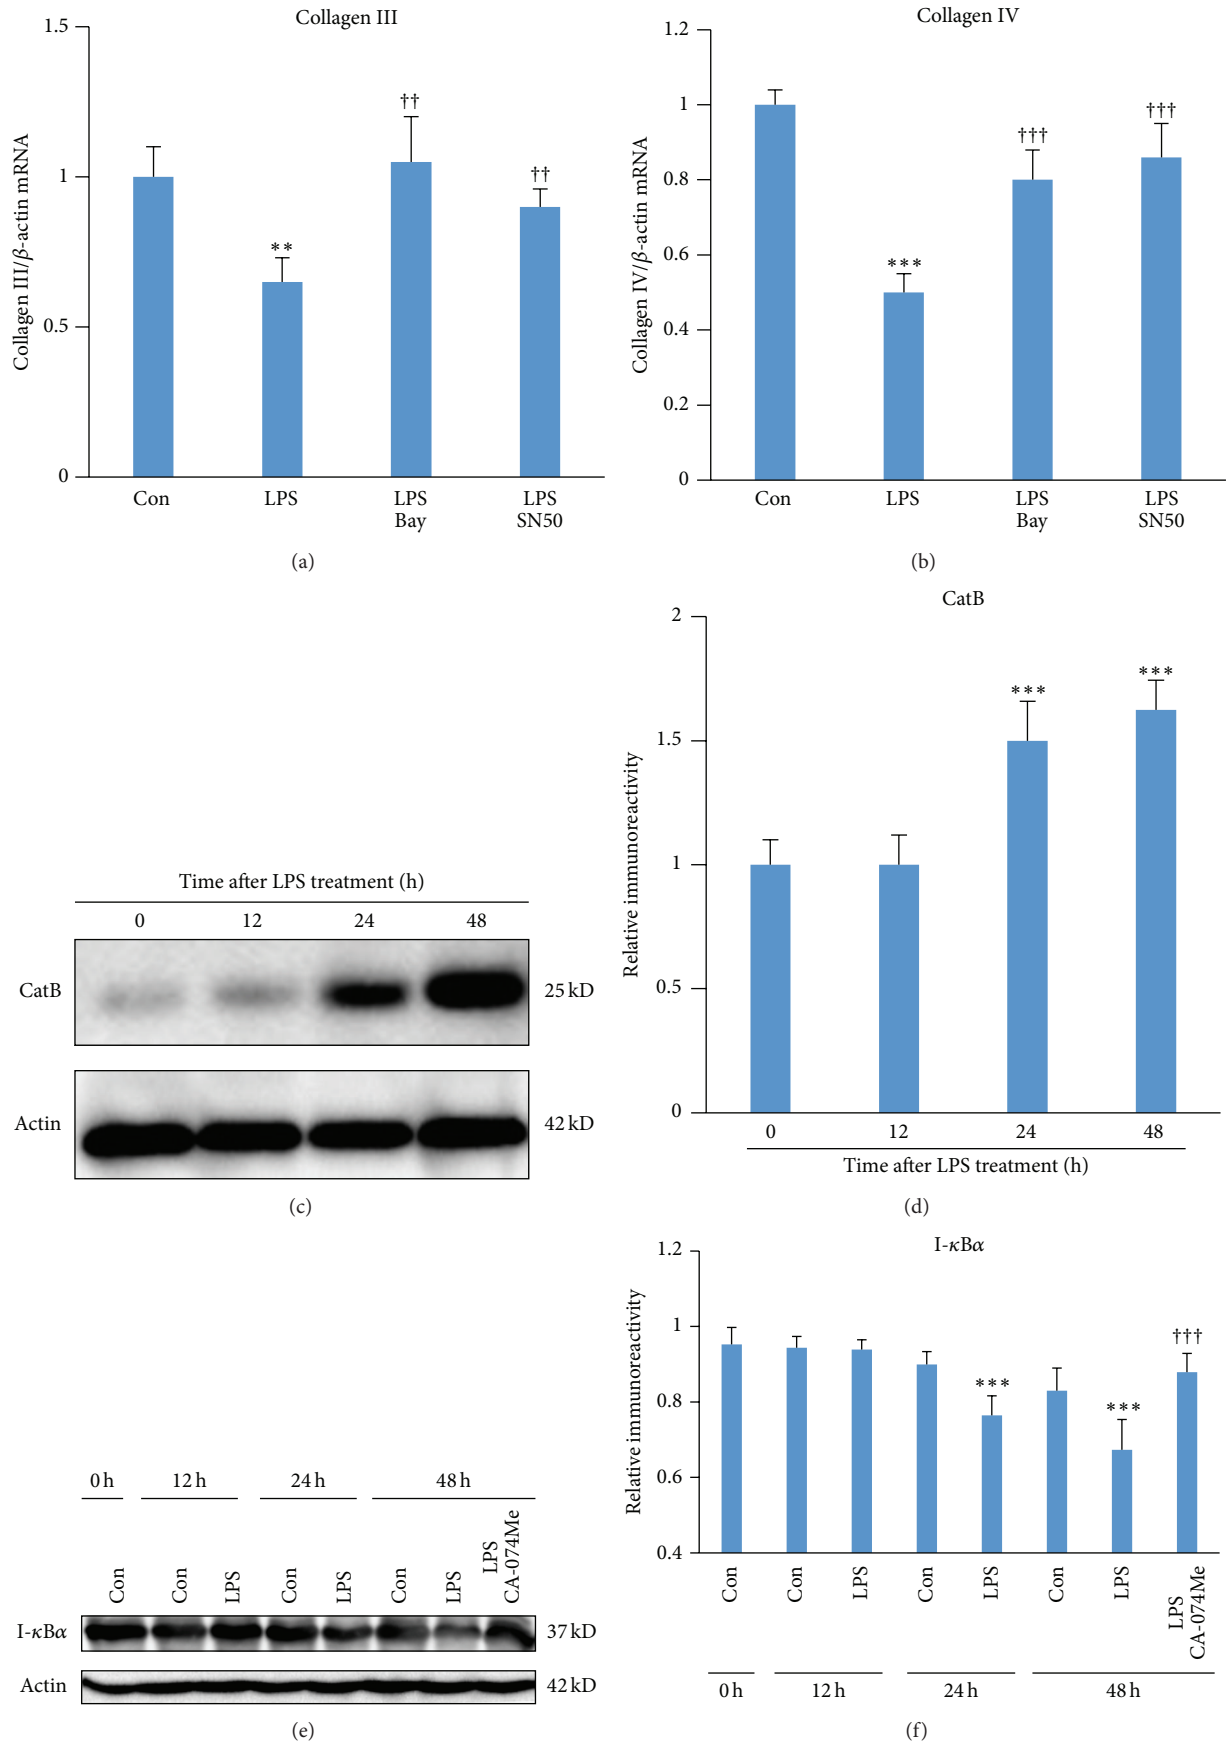 Collagen III
1.5
1
0.5
0
Collagen III/β-actin mRNA
**
††
††
Con
LPS
LPS
Bay
LPS
SN50
(a)
Collagen IV
1.2
1
0.8
0.6
0.4
0.2
0
Collagen IV/β-actin mRNA
***
†††
†††
Con
LPS
LPS
Bay
LPS
SN50
(b)
Time after LPS treatment (h)
0 12 24 48
CatB 25 kD
Actin 42 kD
(c)
CatB
2
1.5
1
0.5
0
Relative immunoreactivity
***
***
0 12 24 48
Time after LPS treatment (h)
(d)
0 h 12 h 24 h 48 h
Con
Con
LPS
Con
LPS
Con
LPS
LPS
CA-074Me
I-κBα 37 kD
Actin 42 kD
(e)
I-κBα
1.2
1
0.8
0.6
0.4
Relative immunoreactivity
***
***
†††
Con
Con
LPS
Con
LPS
Con
LPS
LPS
CA-074Me
0 h 12 h 24 h 48 h
(f)